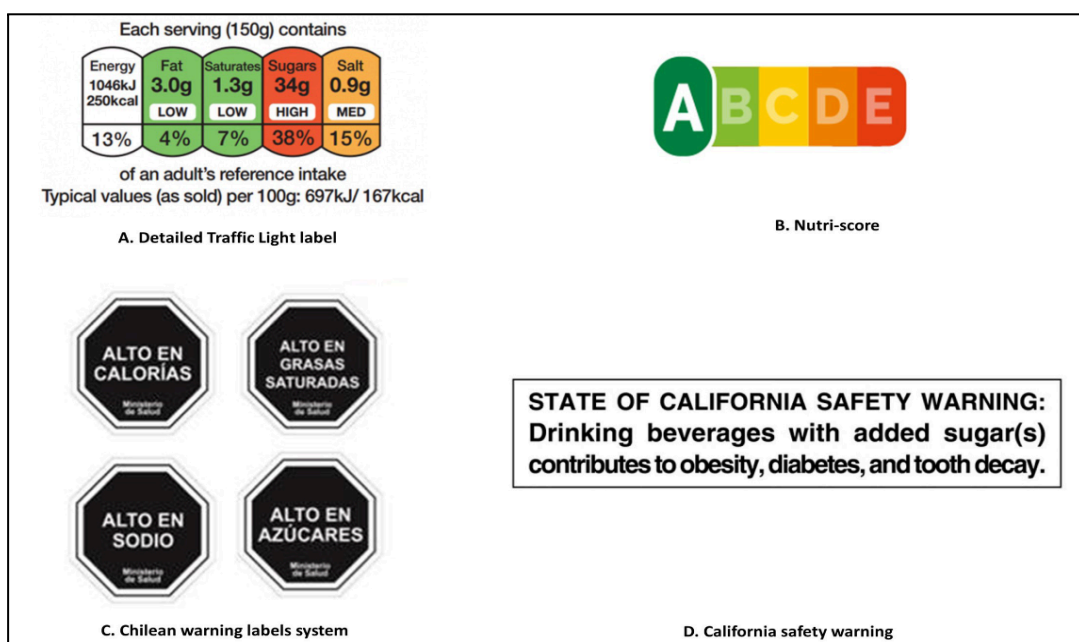 Each serving (150g) contains
Energy
1046kJ
250kcal
13%
Fat
3.0g
LOW
4%
Saturates
1.3g
LOW
7%
Sugars
34g
HIGH
38%
Salt
0.9g
MED
15%
of an adult's reference intake
Typical values (as sold) per 100g: 697kJ/ 167kcal
A. Detailed Traffic Light label
A B C D E
B. Nutri-score
ALTO EN
CALORÍAS
Ministerio
de Salud
ALTO EN
GRASAS
SATURADAS
Ministerio
de Salud
ALTO EN
SODIO
Ministerio
de Salud
ALTO EN
AZÚCARES
Ministerio
de Salud
C. Chilean warning labels system
STATE OF CALIFORNIA SAFETY WARNING:
Drinking beverages with added sugar(s)
contributes to obesity, diabetes, and tooth decay.
D. California safety warning